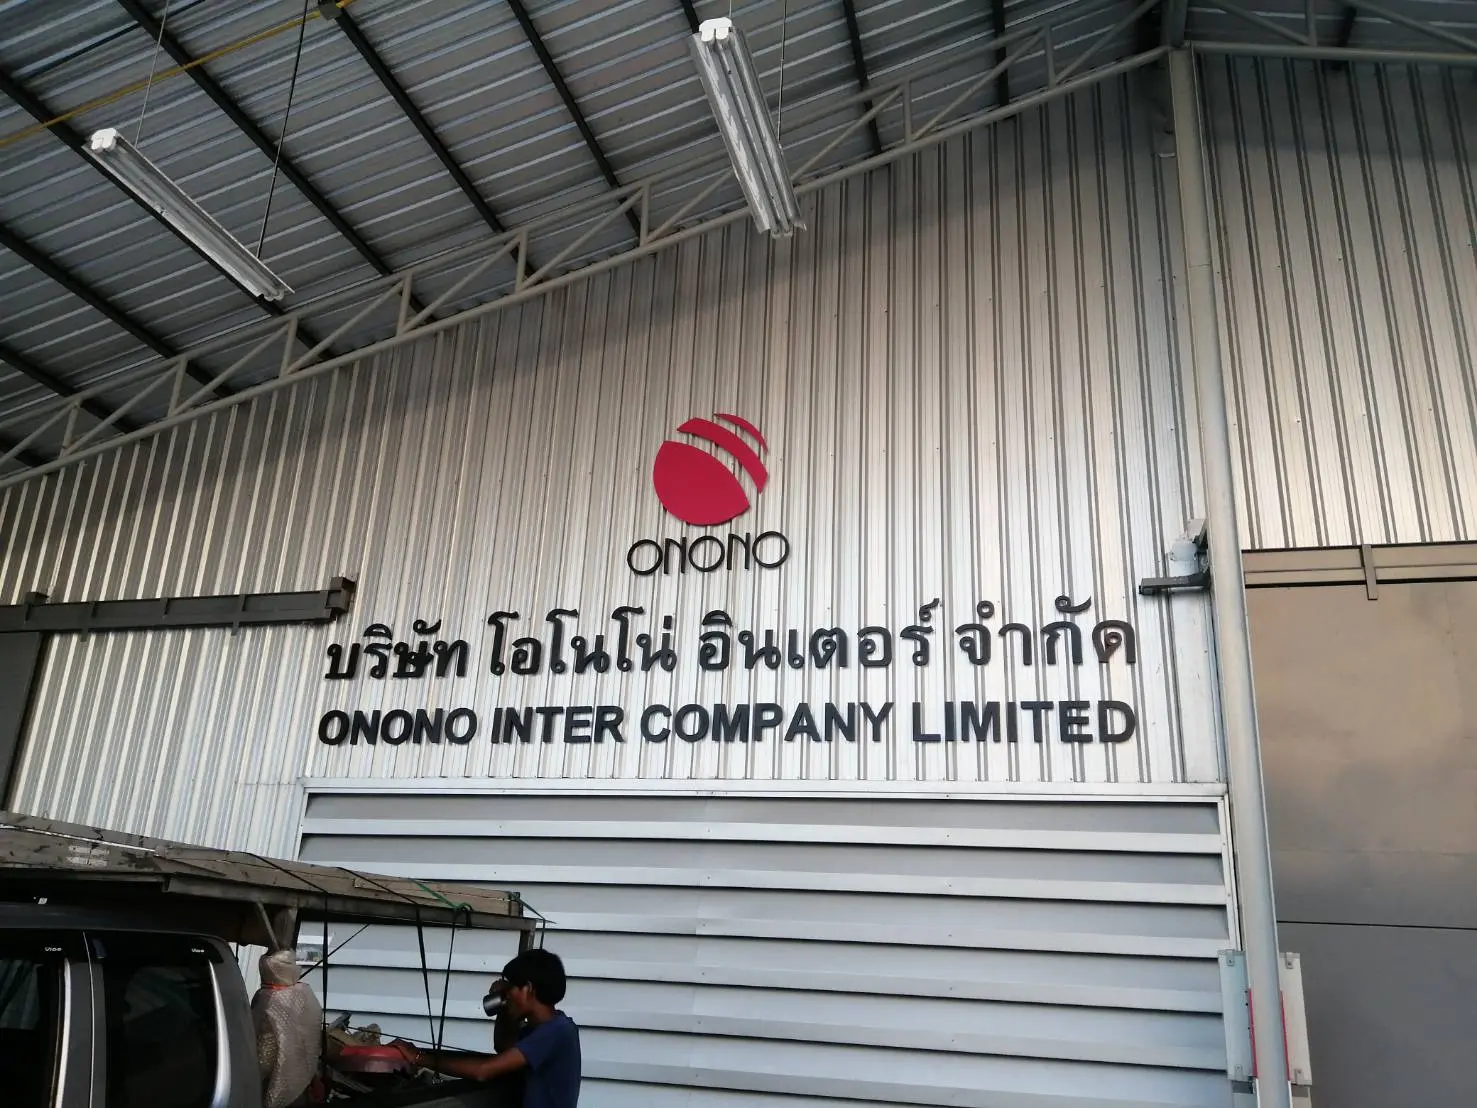 ONONO
บริษัท โอโนโน่ อินเตอร์ จำกัด
ONONO INTER COMPANY LIMITED